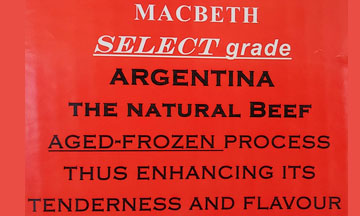 MACBETH
SELECT grade
ARGENTINA
THE NATURAL BEEF
AGED-FROZEN PROCESS
THUS ENHANCING ITS
TENDERNESS AND FLAVOUR